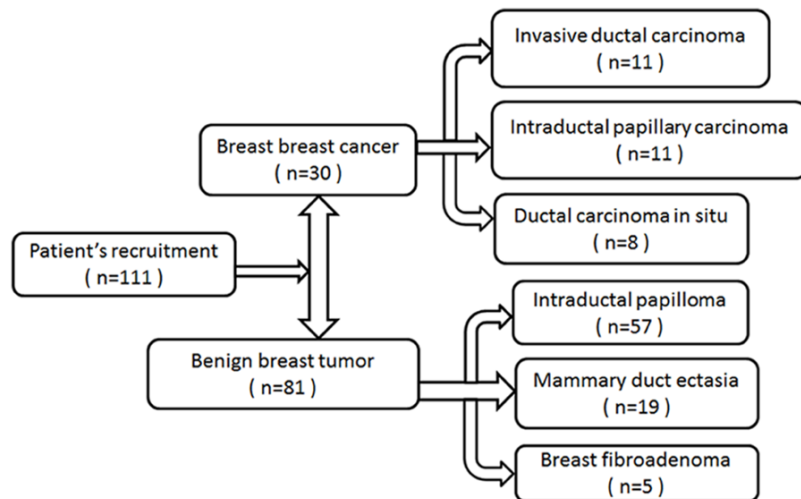 Patient's recruitment
( n=111 )
Breast breast cancer
( n=30 )
Invasive ductal carcinoma
( n=11 )
Intraductal papillary carcinoma
( n=11 )
Ductal carcinoma in situ
( n=8 )
Benign breast tumor
( n=81 )
Intraductal papilloma
( n=57 )
Mammary duct ectasia
( n=19 )
Breast fibroadenoma
( n=5 )